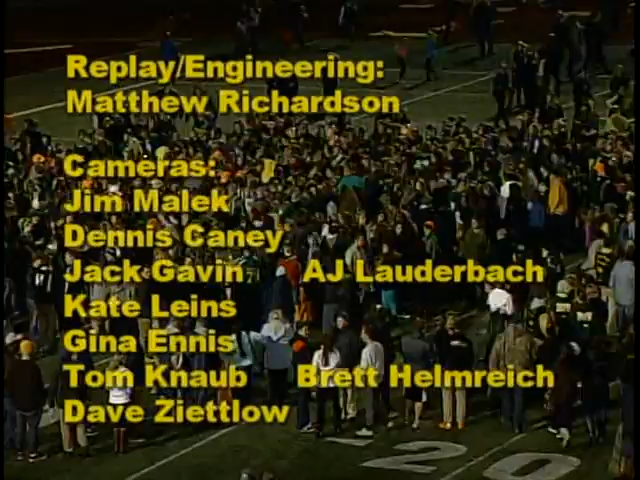 Replay/Engineering:
Matthew Richardson
Cameras:
Jim Malek
Dennis Caney
Jack Gavin AJ Lauderbach
Kate Leins
Gina Ennis
Tom Knaub Brett Helmreich
Dave Ziettlow
20